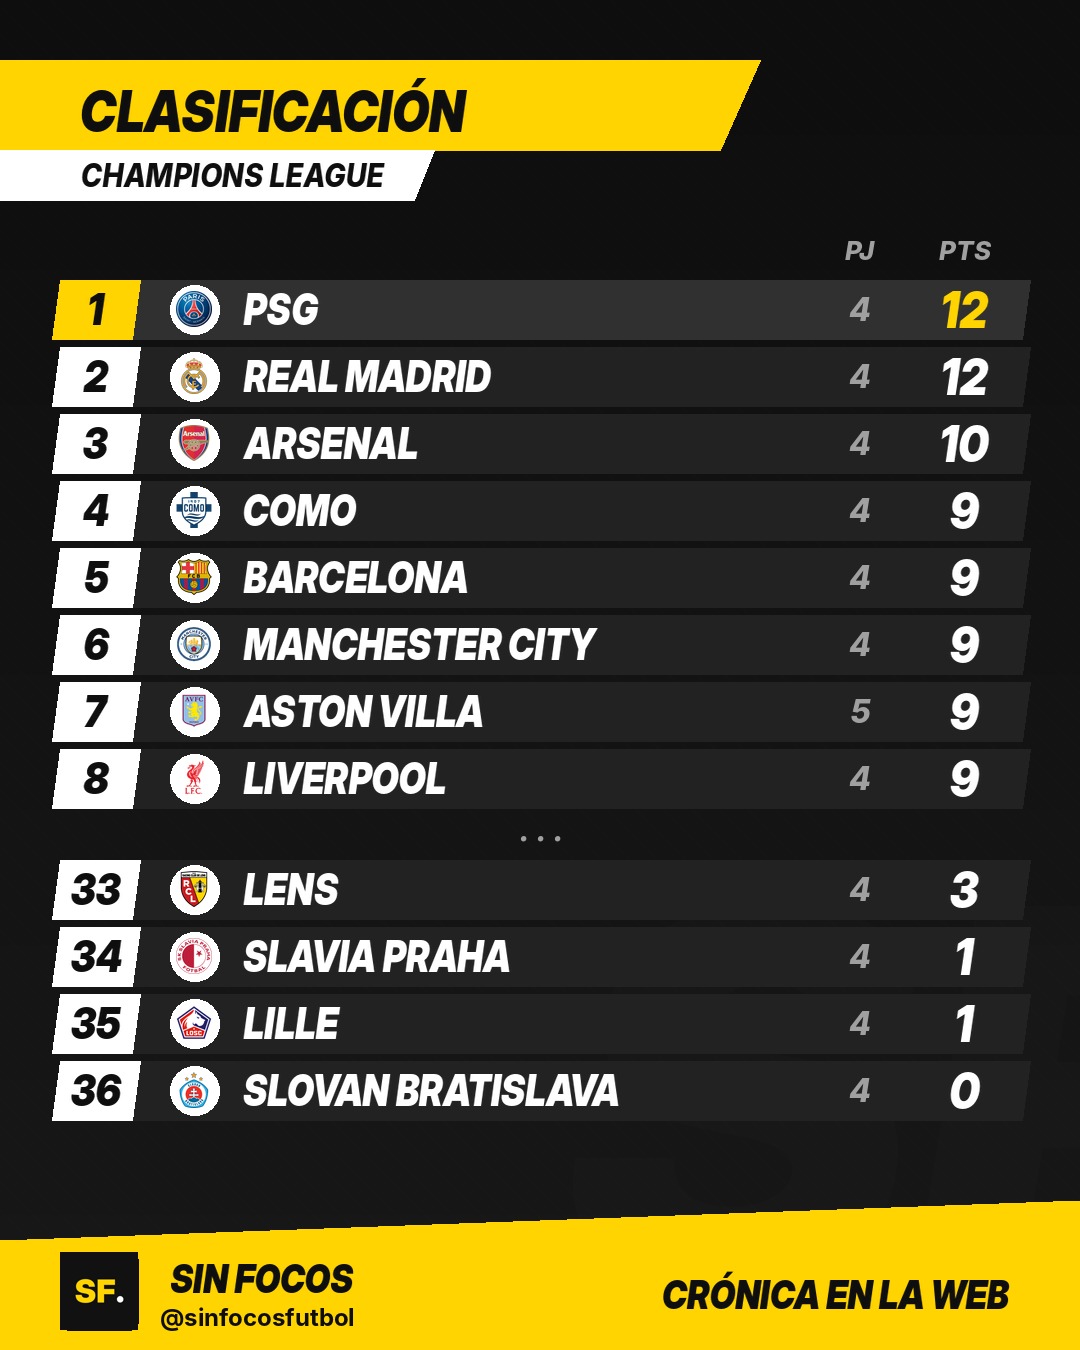 CLASIFICACIÓN
CHAMPIONS LEAGUE
PJ PTS
1 PSG 4 12
2 REAL MADRID 4 12
3 ARSENAL 4 10
4 COMO 4 9
5 BARCELONA 4 9
6 MANCHESTER CITY 4 9
7 ASTON VILLA 5 9
8 LIVERPOOL 4 9
...
33 LENS 4 3
34 SLAVIA PRAHA 4 1
35 LILLE 4 1
36 SLOVAN BRATISLAVA 4 0
SF. SIN FOCOS
@sinfocosfutbol
CRÓNICA EN LA WEB